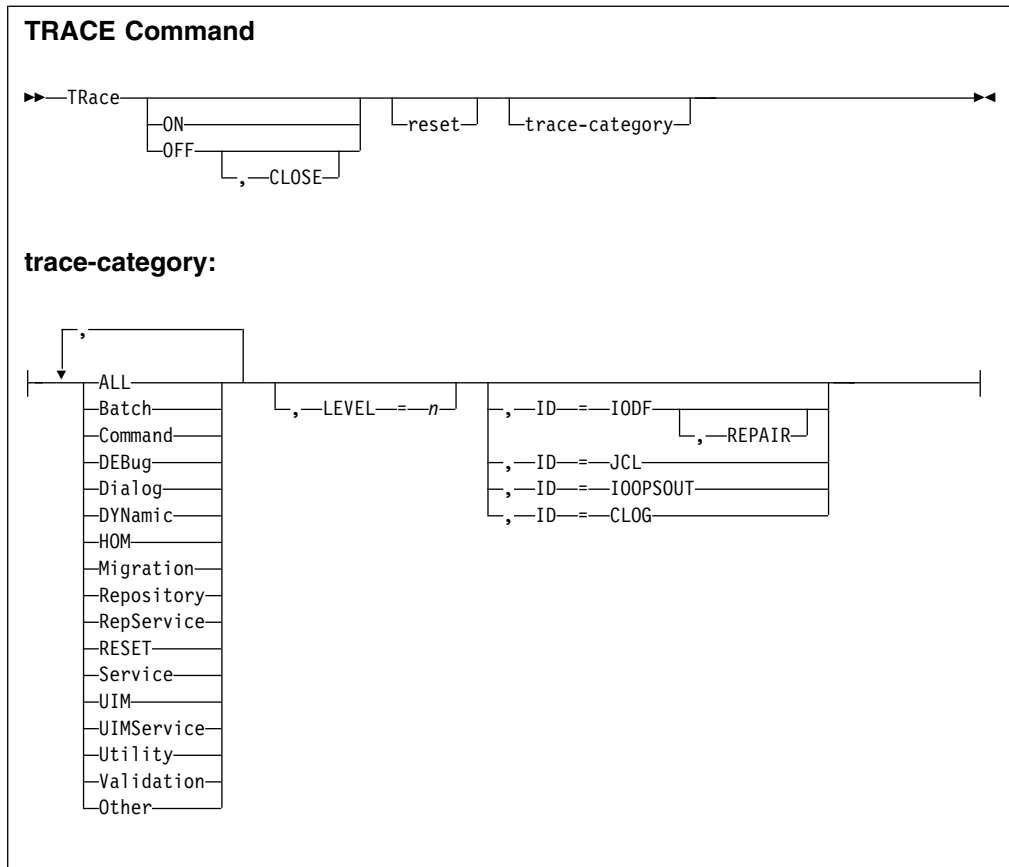 TRACE Command
TRace
ON
reset
trace-category
OFF
, CLOSE
trace-category:
,
ALL
, LEVEL = n
, ID = IODF
, REPAIR
Batch
Command
DEBug
, ID = JCL
Dialog
, ID = IOOPSOUT
DYNamic
, ID = CLOG
HOM
Migration
Repository
RepService
RESET
Service
UIM
UIMService
Utility
Validation
Other